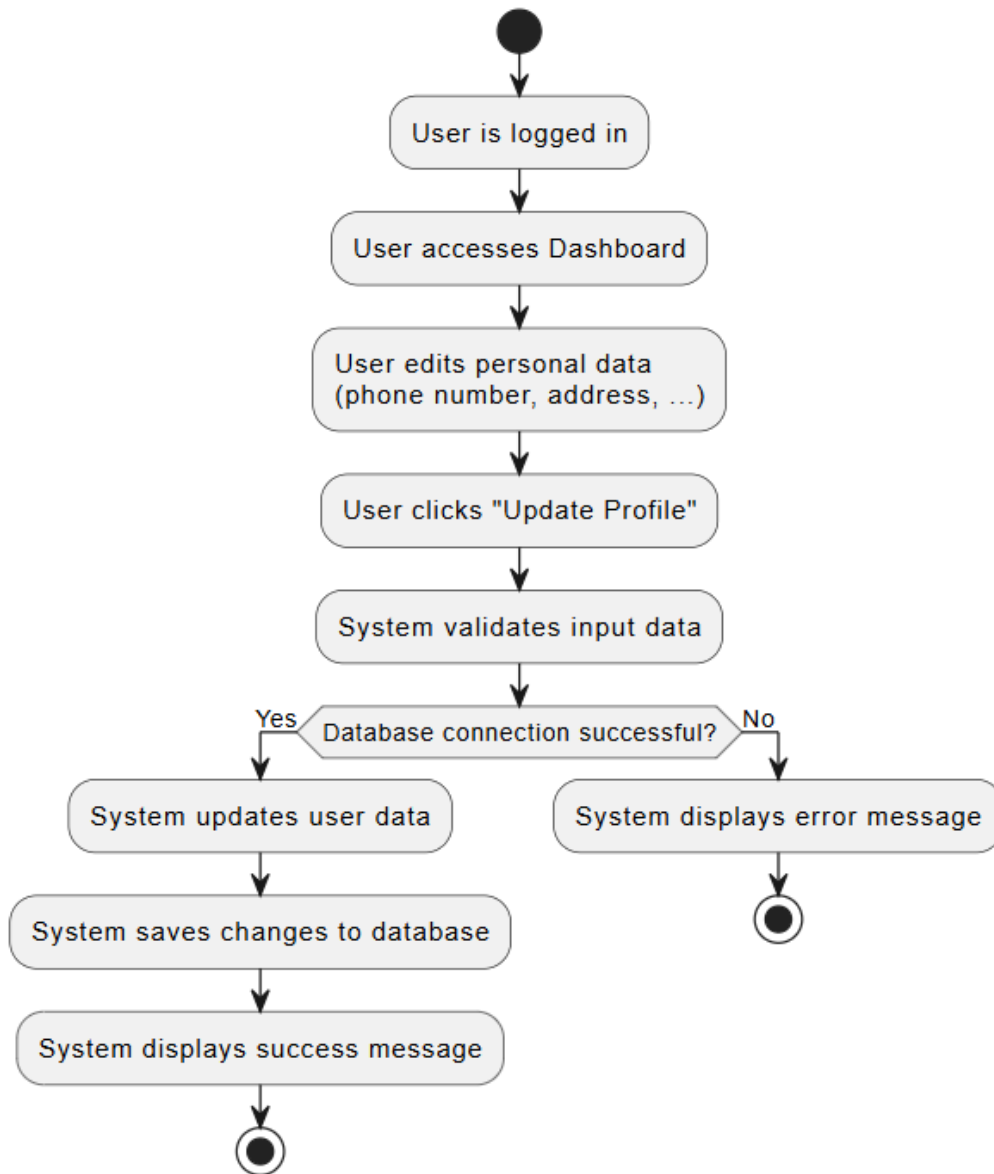 User is logged in
User accesses Dashboard
User edits personal data
(phone number, address, ...)
User clicks "Update Profile"
System validates input data
Yes
Database connection successful?
No
System updates user data
System displays error message
System saves changes to database
System displays success message